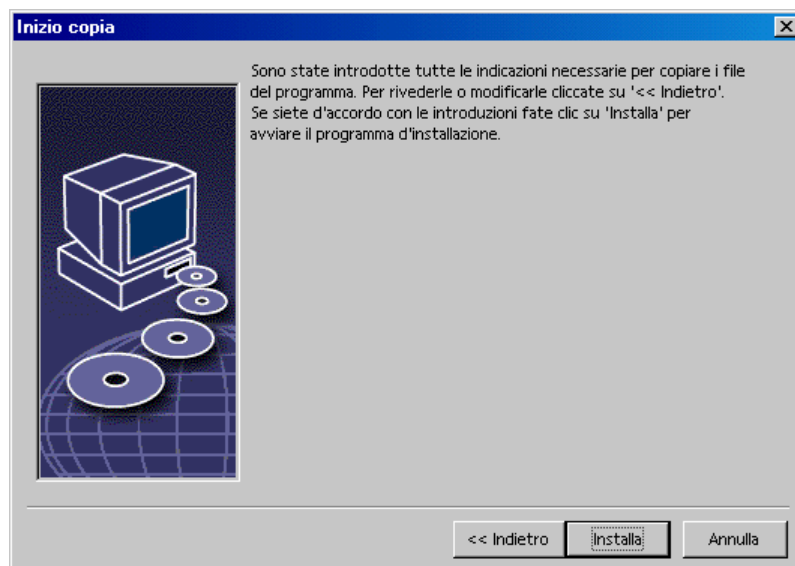 Inizio copia
Sono state introdotte tutte le indicazioni necessarie per copiare i file
del programma. Per rivederle o modificarle cliccate su '<< Indietro'.
Se siete d'accordo con le introduzioni fate clic su 'Installa' per
avviare il programma d'installazione.
<< Indietro
Installa
Annulla